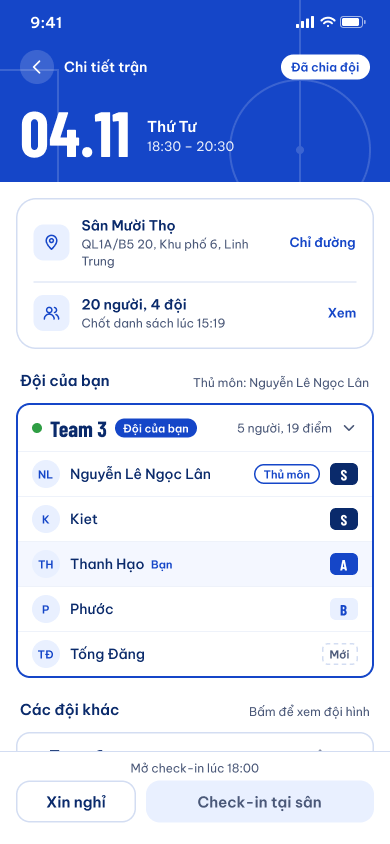 9:41
Chi tiết trận
Đã chia đội
04.11
Thứ Tư
18:30 – 20:30
Sân Mười Thọ
QL1A/B5 20, Khu phố 6, Linh
Trung
Chỉ đường
20 người, 4 đội
Chốt danh sách lúc 15:19
Xem
Đội của bạn
Thủ môn: Nguyễn Lê Ngọc Lân
Team 3
Đội của bạn
5 người, 19 điểm
NL
Nguyễn Lê Ngọc Lân
Thủ môn
S
K
Kiet
S
TH
Thanh Hạo
Bạn
A
P
Phước
B
TĐ
Tống Đăng
Mới
Các đội khác
Bấm để xem đội hình
Mở check-in lúc 18:00
Xin nghỉ
Check-in tại sân